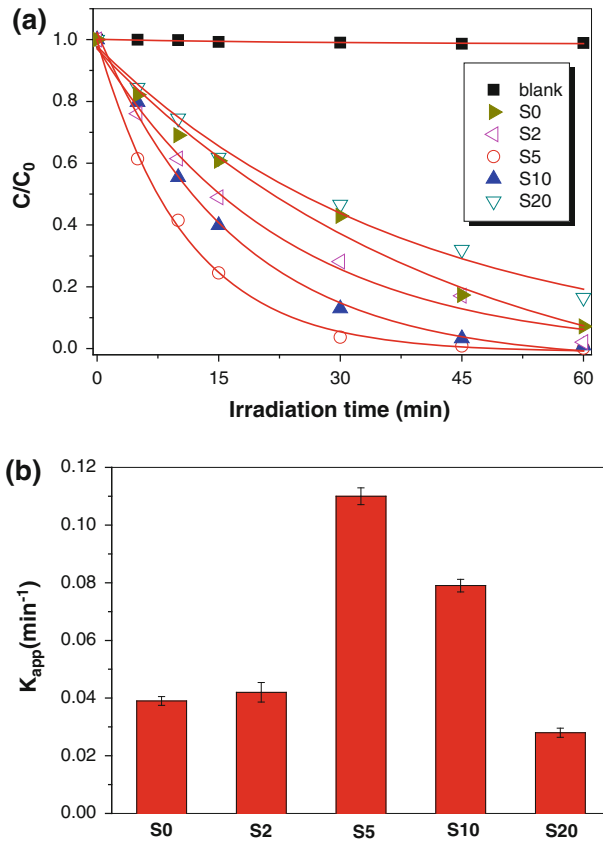 (a)
C/C0
1.0
0.8
0.6
0.4
0.2
0.0
blank
S0
S2
S5
S10
S20
0 15 30 45 60
Irradiation time (min)
(b)
Kapp(min-1)
0.12
0.10
0.08
0.06
0.04
0.02
0.00
S0 S2 S5 S10 S20